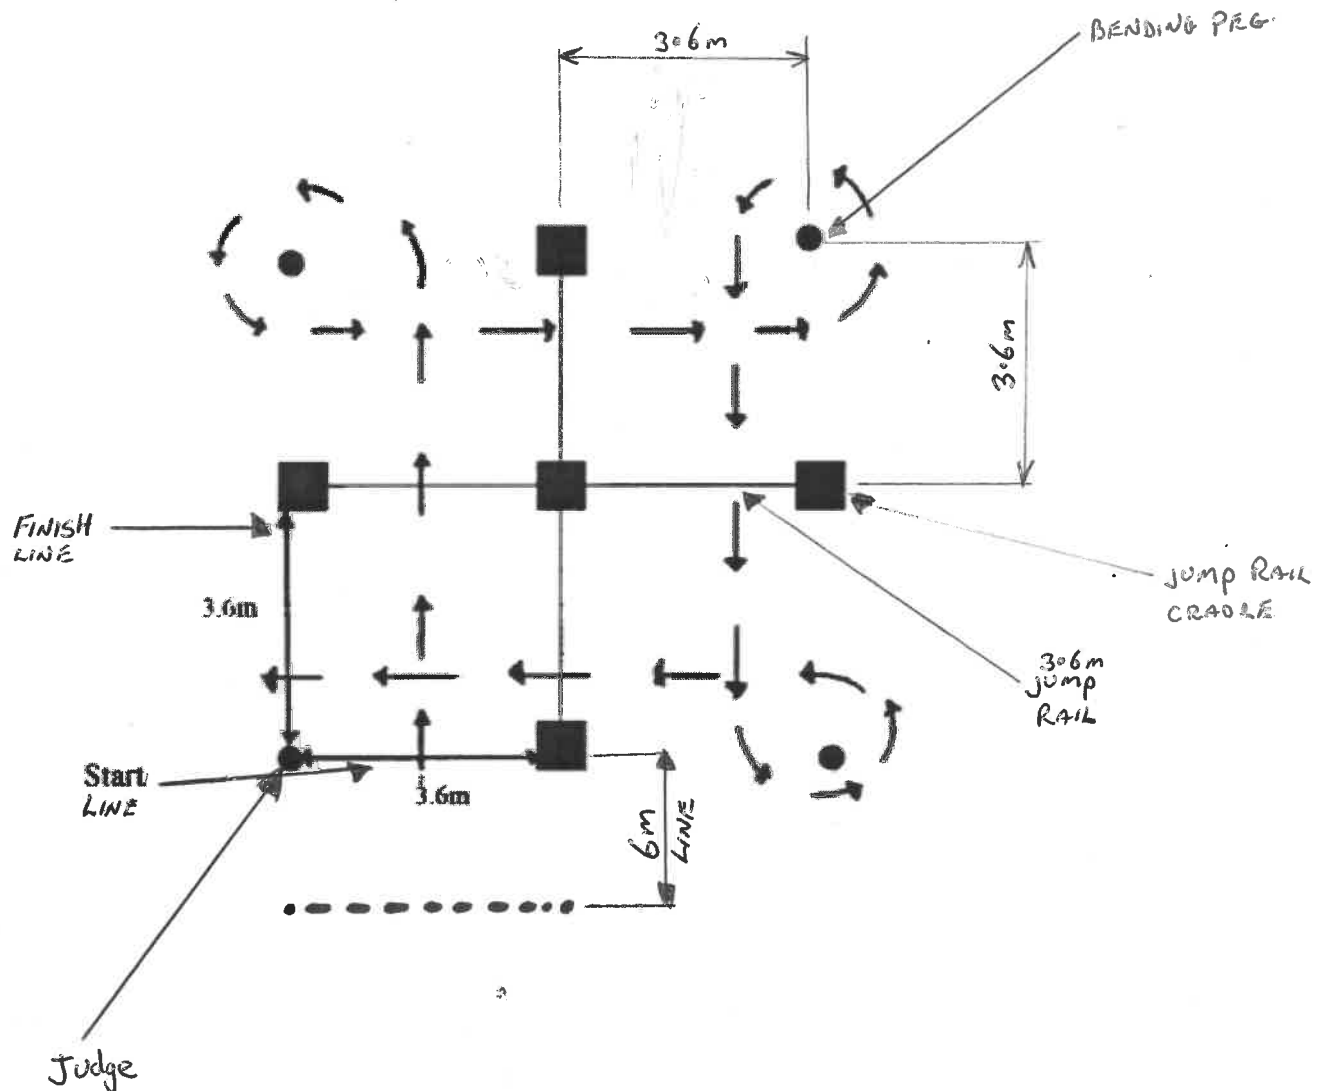 3.6m
BENDING PEG.
3.6m
FINISH
LINE
3.6m
JUMP RAIL
CRADLE
3.6m
JUMP
RAIL
Start
LINE
3.6m
6m
LINE
Judge